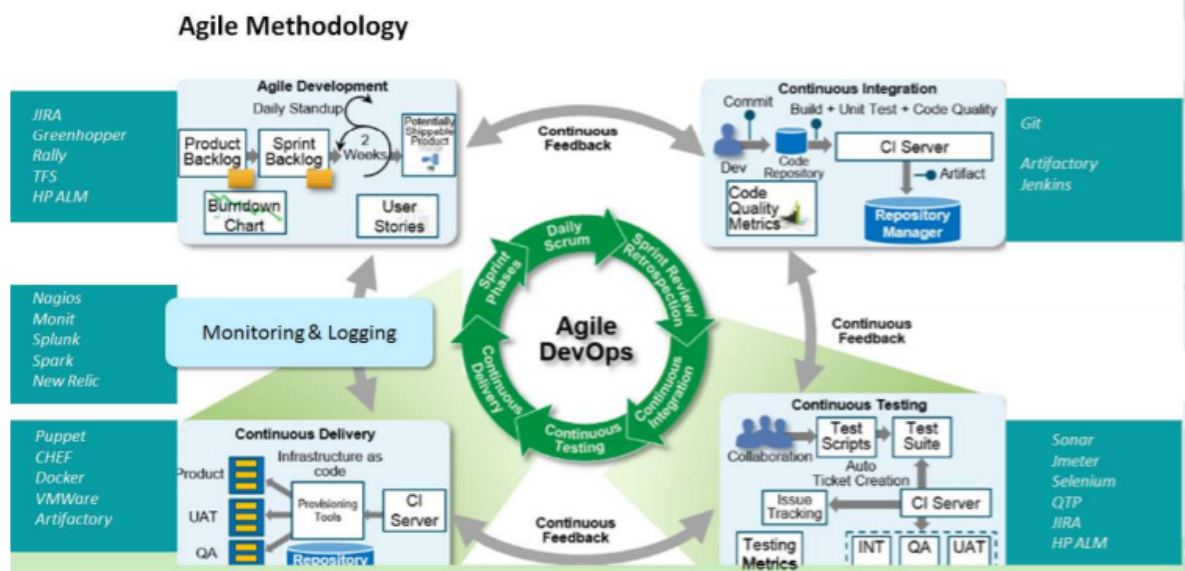 Agile Methodology
JIRA
Greenhopper
Rally
TFS
HP ALM
Agile Development
Daily Standup
Product
Backlog
Sprint
Backlog
2
Weeks
Potentially
Shippable
Product
Burndown
Chart
User
Stories
Continuous
Feedback
Continuous Integration
Commit
Build + Unit Test + Code Quality
Dev
Code
Repository
CI Server
Artifact
Code
Quality
Metrics
Repository
Manager
Git
Artifactory
Jenkins
Nagios
Monit
Splunk
Spark
New Relic
Monitoring & Logging
Agile
DevOps
Daily
Scrum
Sprint Review/
Retrospection
Continuous
Integration
Continuous
Testing
Continuous
Delivery
Sprint
Phases
Continuous
Feedback
Puppet
CHEF
Docker
VMWare
Artifactory
Continuous Delivery
Infrastructure as
code
Product
UAT
QA
Provisioning
Tools
CI
Server
Repository
Continuous
Feedback
Continuous Testing
Collaboration
Test
Scripts
Test
Suite
Auto
Ticket Creation
Issue
Tracking
CI Server
Testing
Metrics
INT
QA
UAT
Sonar
Jmeter
Selenium
QTP
JIRA
HP ALM